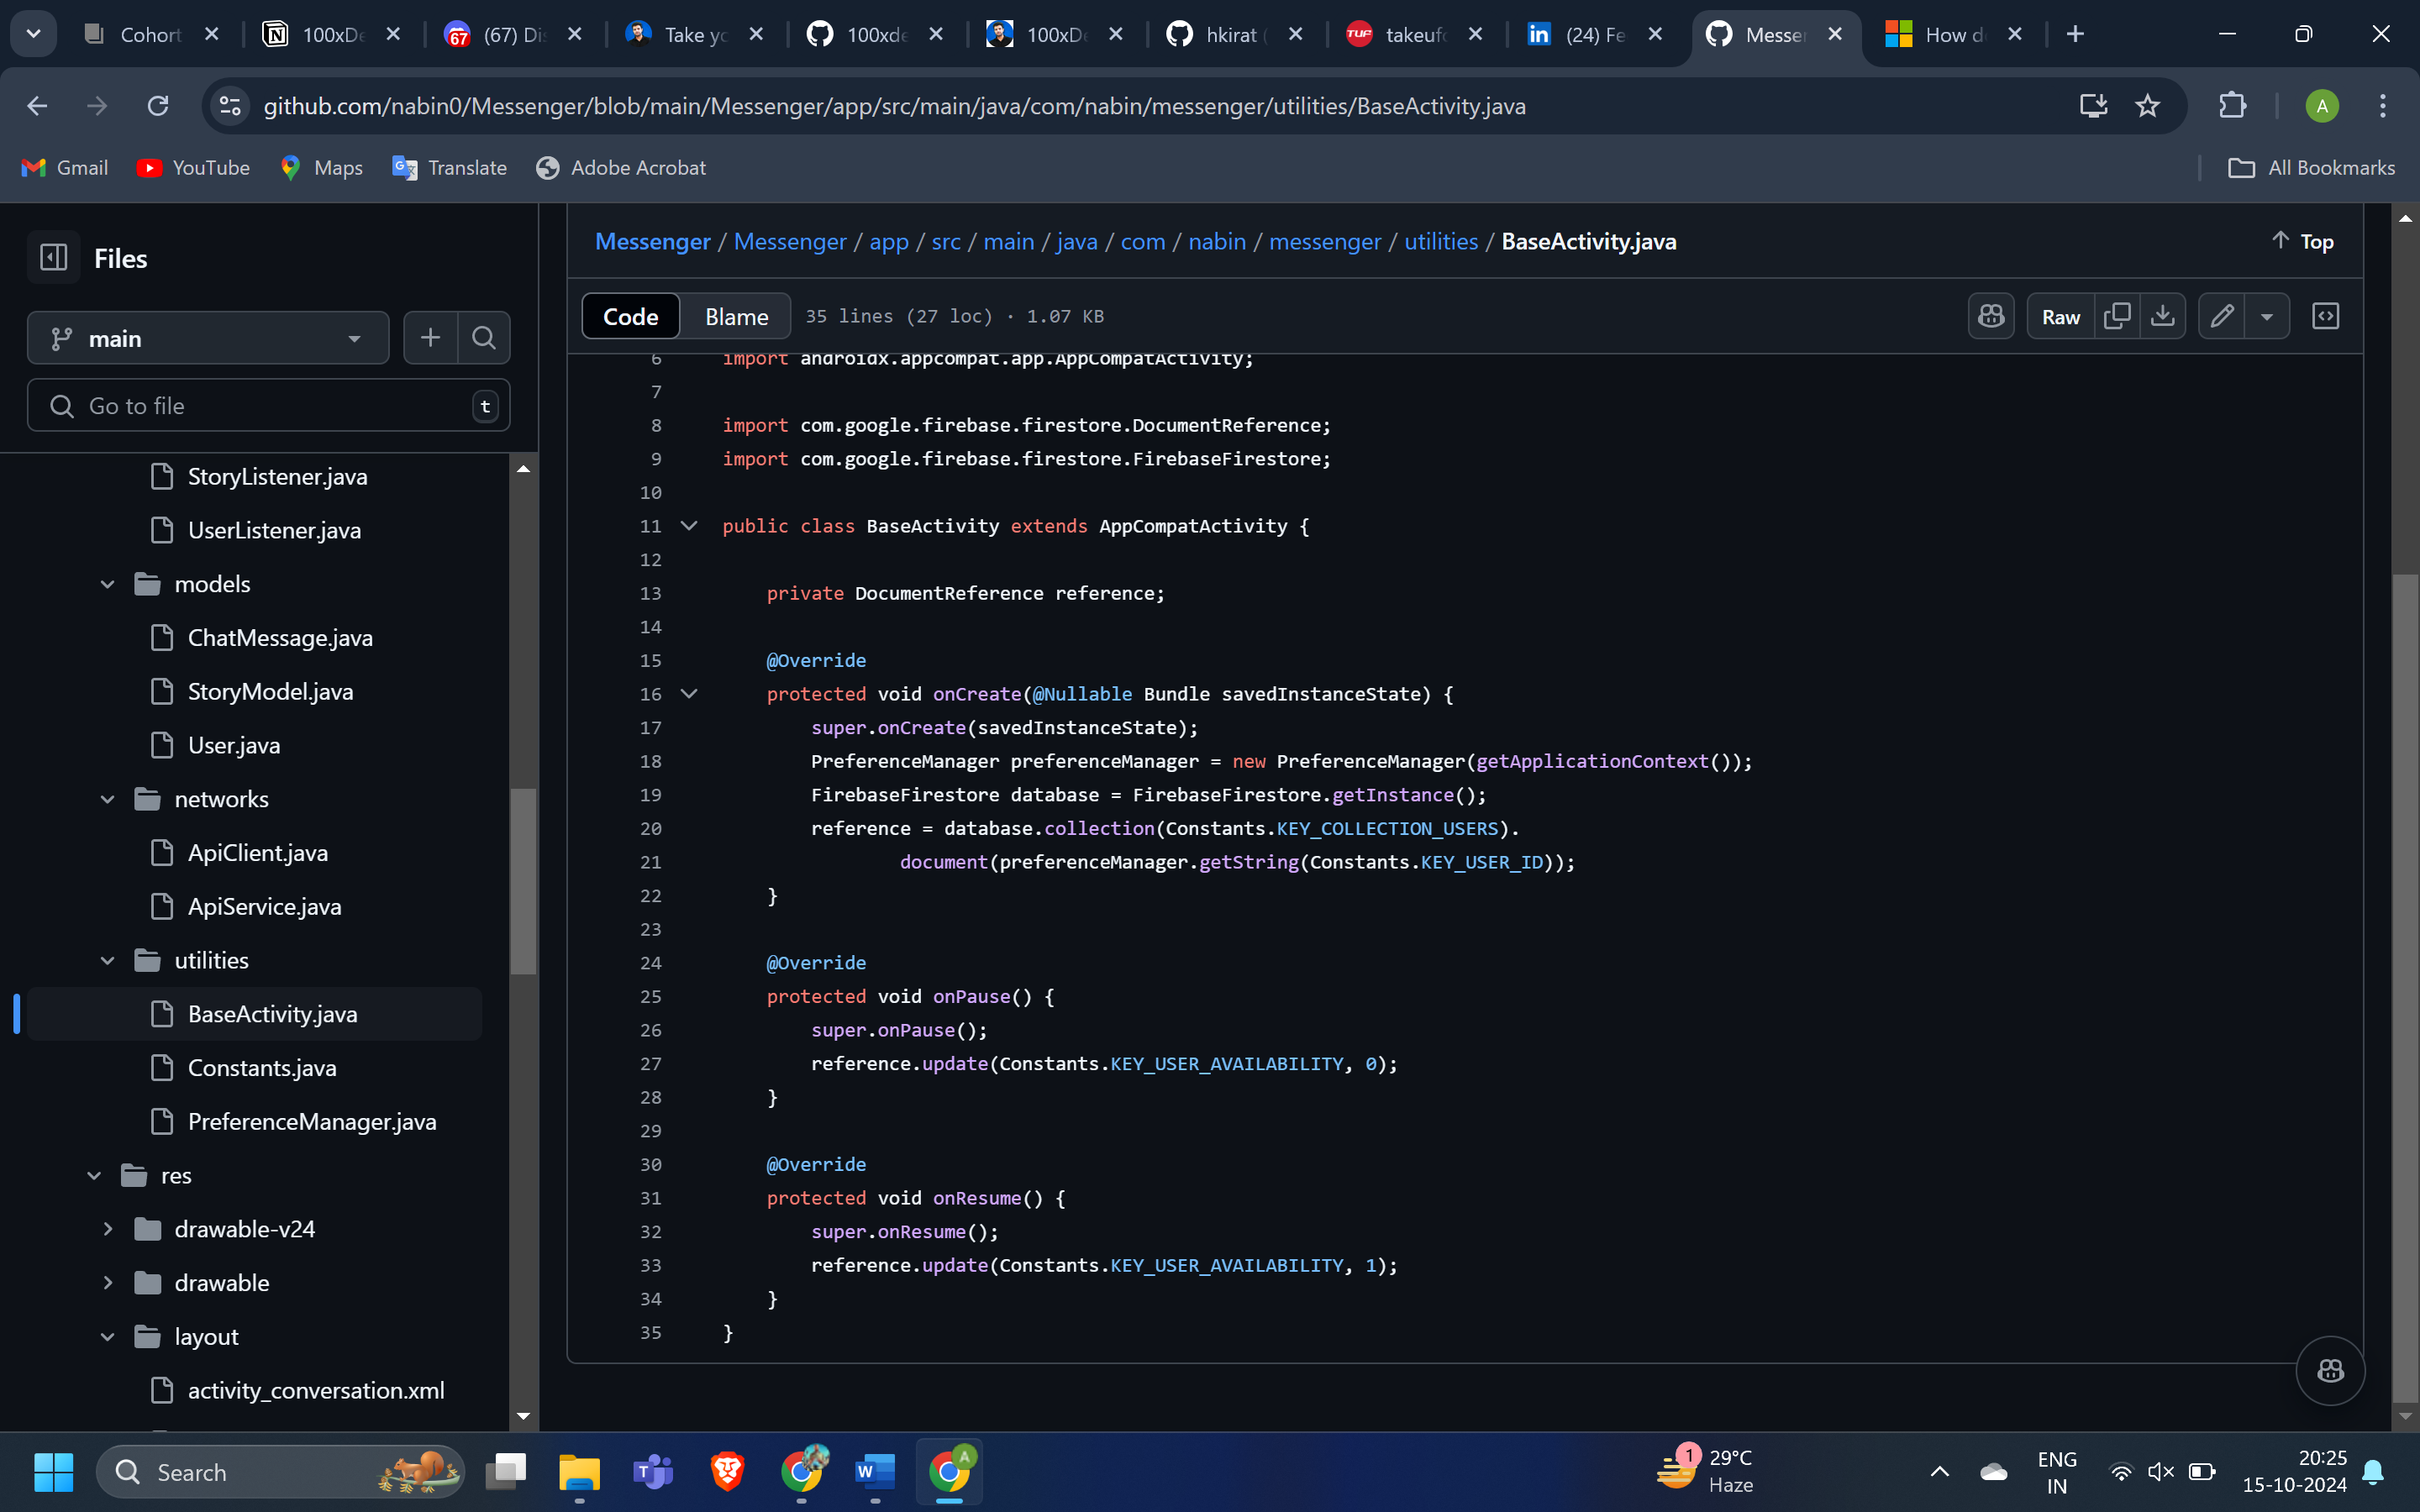 Cohort
100xDe
67
(67) Dis
Take yo
100xde
100xDe
hkirat (
TUF
takeufo
in
(24) Fe
Messen
How d
github.com/nabin0/Messenger/blob/main/Messenger/app/src/main/java/com/nabin/messenger/utilities/BaseActivity.java
A
Gmail
YouTube
Maps
Translate
Adobe Acrobat
All Bookmarks
Files
main
Go to file
t
StoryListener.java
UserListener.java
models
ChatMessage.java
StoryModel.java
User.java
networks
ApiClient.java
ApiService.java
utilities
BaseActivity.java
Constants.java
PreferenceManager.java
res
drawable-v24
drawable
layout
activity_conversation.xml
Messenger / Messenger / app / src / main / java / com / nabin / messenger / utilities / BaseActivity.java
Top
Code
Blame
35 lines (27 loc) · 1.07 KB
Raw
6 import androidx.appcompat.app.AppCompatActivity;
7
8 import com.google.firebase.firestore.DocumentReference;
9 import com.google.firebase.firestore.FirebaseFirestore;
10
11 public class BaseActivity extends AppCompatActivity {
12
13 private DocumentReference reference;
14
15 @Override
16 protected void onCreate(@Nullable Bundle savedInstanceState) {
17 super.onCreate(savedInstanceState);
18 PreferenceManager preferenceManager = new PreferenceManager(getApplicationContext());
19 FirebaseFirestore database = FirebaseFirestore.getInstance();
20 reference = database.collection(Constants.KEY_COLLECTION_USERS).
21 document(preferenceManager.getString(Constants.KEY_USER_ID));
22 }
23
24 @Override
25 protected void onPause() {
26 super.onPause();
27 reference.update(Constants.KEY_USER_AVAILABILITY, 0);
28 }
29
30 @Override
31 protected void onResume() {
32 super.onResume();
33 reference.update(Constants.KEY_USER_AVAILABILITY, 1);
34 }
35 }
Search
1
29°C
Haze
ENG
IN
20:25
15-10-2024